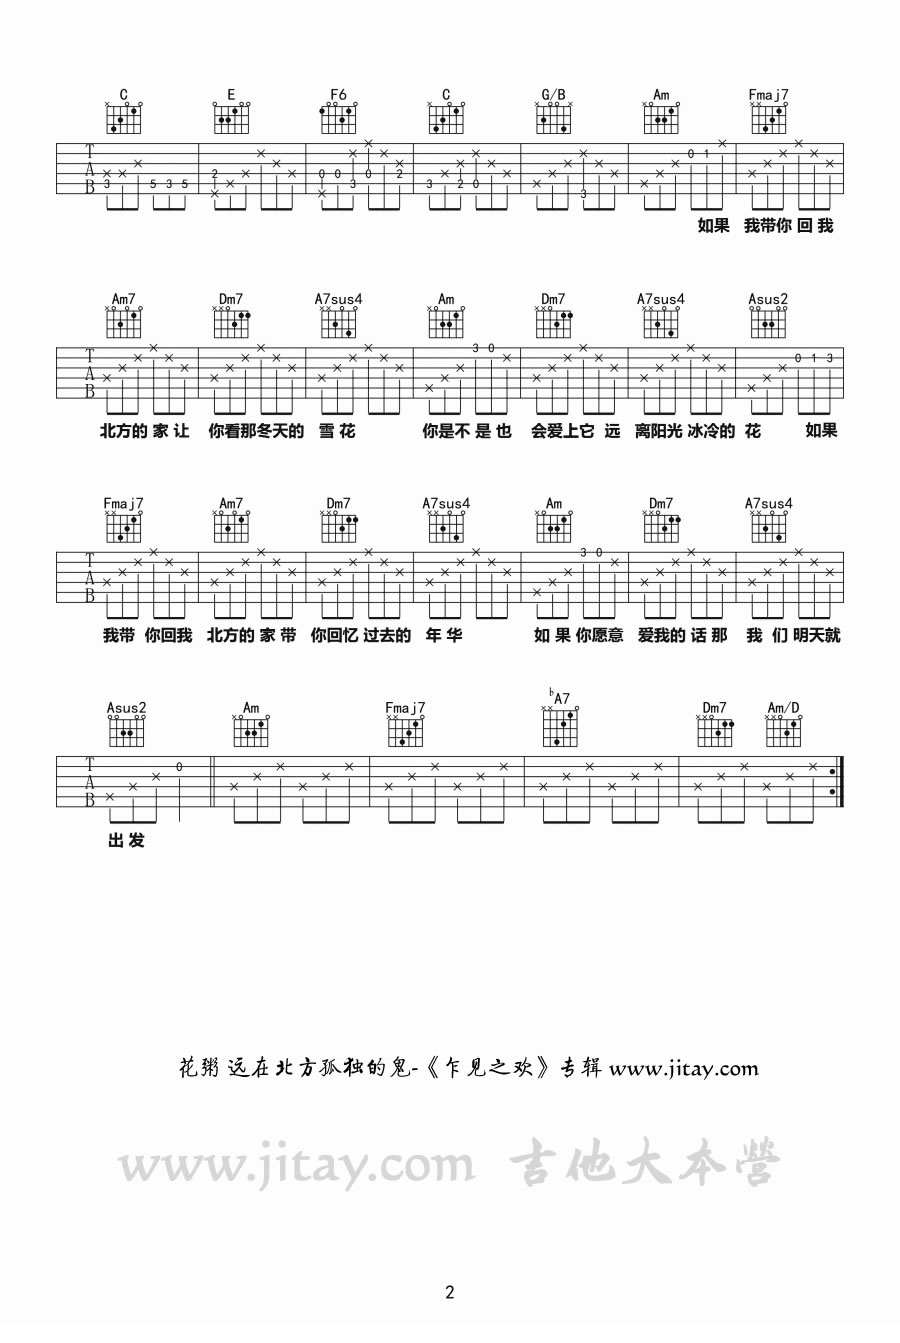 C E F6 C G/B Am Fmaj7
T
A
B
3 5 3 5 2 0 0 3 0 2 3 2 0 3 0 1
如果 我带你回我
Am7 Dm7 A7sus4 Am Dm7 A7sus4 Asus2
T
A
B
3 0 0 1 3
北方的家让 你看那冬天的 雪花 你是不是也 会爱上它 远 离阳光冰冷的 花 如果
Fmaj7 Am7 Dm7 A7sus4 Am Dm7 A7sus4
T
A
B
3 0
我带 你回我 北方的家带 你回忆过去的 年华 如果你愿意 爱我的话那 我们明天就
Asus2 Am Fmaj7 ♭A7 Dm7 Am/D
T
A
B
0
出发
花粥 远在北方孤独的鬼-《乍见之欢》专辑 www.jitay.com
www.jitay.com 吉他大本营
2